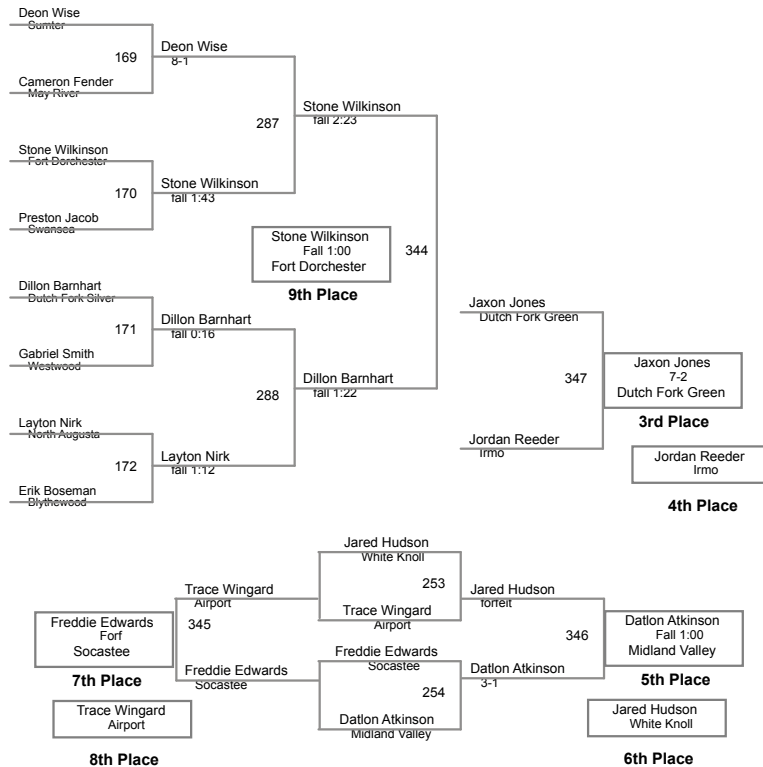 Deon Wise
Sumter
169
Cameron Fender
May River
Deon Wise
8-1
287
Stone Wilkinson
Fort Dorchester
170
Preston Jacob
Swansea
Stone Wilkinson
fall 1:43
Stone Wilkinson
fall 2:23
Stone Wilkinson
Fall 1:00
Fort Dorchester
9th Place
344
Dillon Barnhart
Dutch Fork Silver
171
Gabriel Smith
Westwood
Dillon Barnhart
fall 0:16
288
Dillon Barnhart
fall 1:22
Layton Nirk
North Augusta
172
Erik Boseman
Blythewood
Layton Nirk
fall 1:12
Jaxon Jones
Dutch Fork Green
347
Jordan Reeder
Irmo
Jaxon Jones
7-2
Dutch Fork Green
3rd Place
Jordan Reeder
Irmo
4th Place
Jared Hudson
White Knoll
253
Trace Wingard
Airport
Trace Wingard
Airport
345
Freddie Edwards
Socastee
Freddie Edwards
Forf
Socastee
7th Place
Trace Wingard
Airport
8th Place
Freddie Edwards
Socastee
254
Datlon Atkinson
Midland Valley
Jared Hudson
forfeit
346
Datlon Atkinson
3-1
Datlon Atkinson
Fall 1:00
Midland Valley
5th Place
Jared Hudson
White Knoll
6th Place